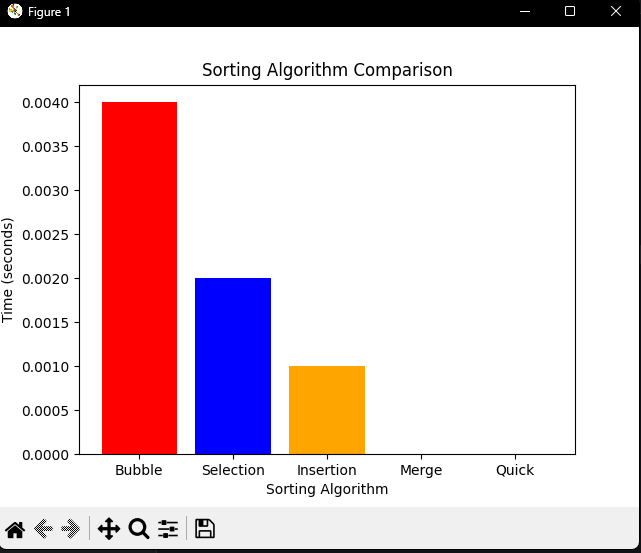 Figure 1
Sorting Algorithm Comparison
0.0040
0.0035
0.0030
0.0025
0.0020
0.0015
0.0010
0.0005
0.0000
Time (seconds)
Bubble Selection Insertion Merge Quick
Sorting Algorithm